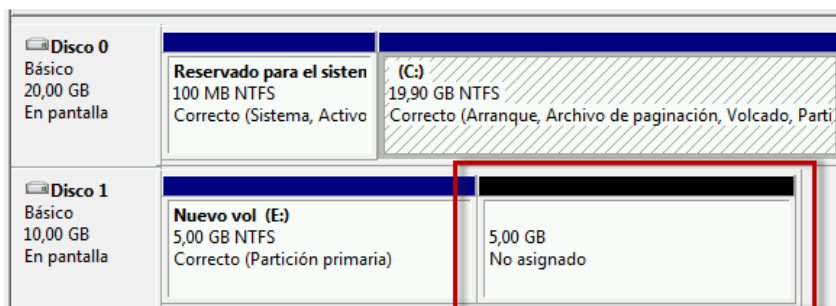 Disco 0
Básico
20,00 GB
En pantalla
Reservado para el sisten
100 MB NTFS
Correcto (Sistema, Activo
(C:)
19,90 GB NTFS
Correcto (Arranque, Archivo de paginación, Volcado, Parti
Disco 1
Básico
10,00 GB
En pantalla
Nuevo vol (E:)
5,00 GB NTFS
Correcto (Partición primaria)
5,00 GB
No asignado